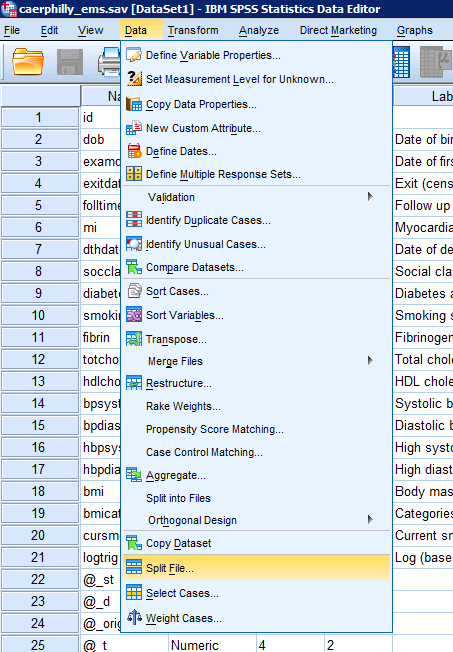 caerphilly_ems.sav [DataSet1] - IBM SPSS Statistics Data Editor
File Edit View Data Transform Analyze Direct Marketing Graphs
Na Lab
1 id
2 dob Date of bir
3 examd Date of firs
4 exitdat Exit (cens
5 folltime Follow up
6 mi Myocardia
7 dthdate Date of de
8 socclas Social cla
9 diabete Diabetes a
10 smokin Smoking s
11 fibrin Fibrinogen
12 totchol Total chole
13 hdlchol HDL chole
14 bpsyst Systolic b
15 bpdias Diastolic b
16 hbpsys High systo
17 hbpdia High diast
18 bmi Body mas
19 bmicat Categories
20 cursmo Current sm
21 logtrig Log (base
22 @_st
23 @_d
24 @_orig
25 @_t Numeric 4 2
Define Variable Properties...
Set Measurement Level for Unknown...
Copy Data Properties...
New Custom Attribute...
Define Dates...
Define Multiple Response Sets...
Validation
Identify Duplicate Cases...
Identify Unusual Cases...
Compare Datasets...
Sort Cases...
Sort Variables...
Transpose...
Merge Files
Restructure...
Rake Weights...
Propensity Score Matching...
Case Control Matching...
Aggregate...
Split into Files
Orthogonal Design
Copy Dataset
Split File...
Select Cases...
Weight Cases...